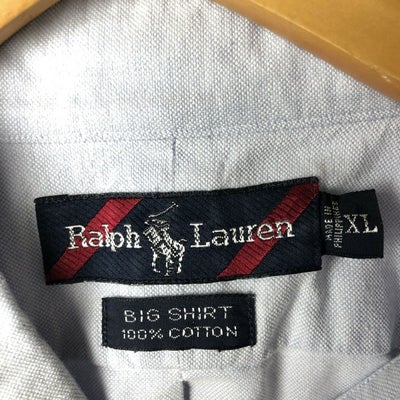 Ralph Lauren
MADE IN
PHILIPPINES
XL
BIG SHIRT
100% COTTON